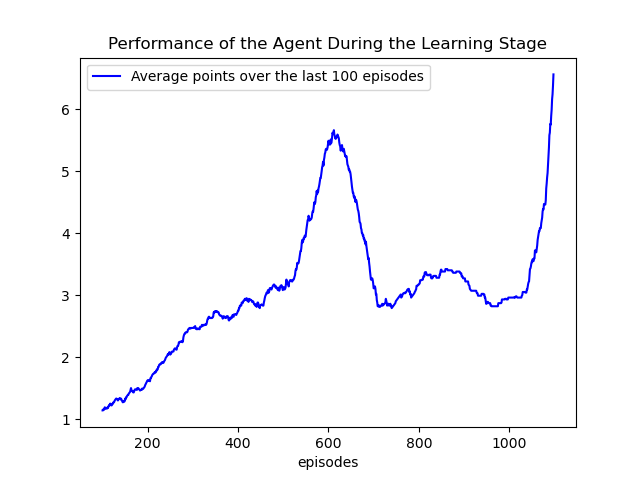 Performance of the Agent During the Learning Stage
Average points over the last 100 episodes
6
5
4
3
2
1
200 400 600 800 1000
episodes